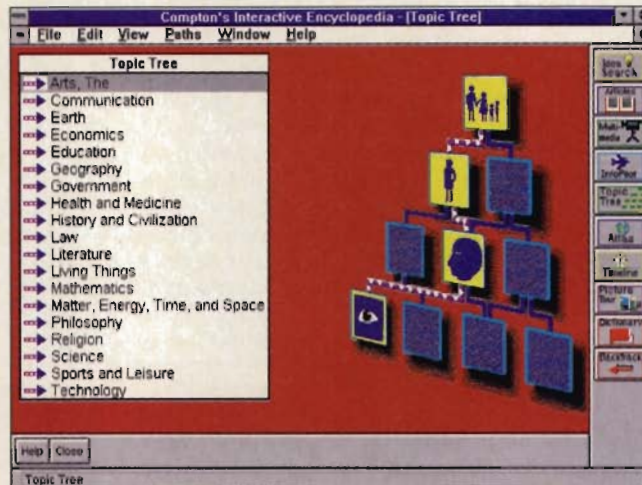 Compton's Interactive Encyclopedia - [Topic Tree]
File Edit View Paths Window Help
Topic Tree
Arts, The
Communication
Earth
Economics
Education
Geography
Government
Health and Medicine
History and Civilization
Law
Literature
Living Things
Mathematics
Matter, Energy, Time, and Space
Philosophy
Religion
Science
Sports and Leisure
Technology
Idea
Search
Articles
Multi-
media
InfoPilot
Topic
Tree
Atlas
Timeline
Picture
Tour
Dictionary
Backtrack
Help Close
Topic Tree